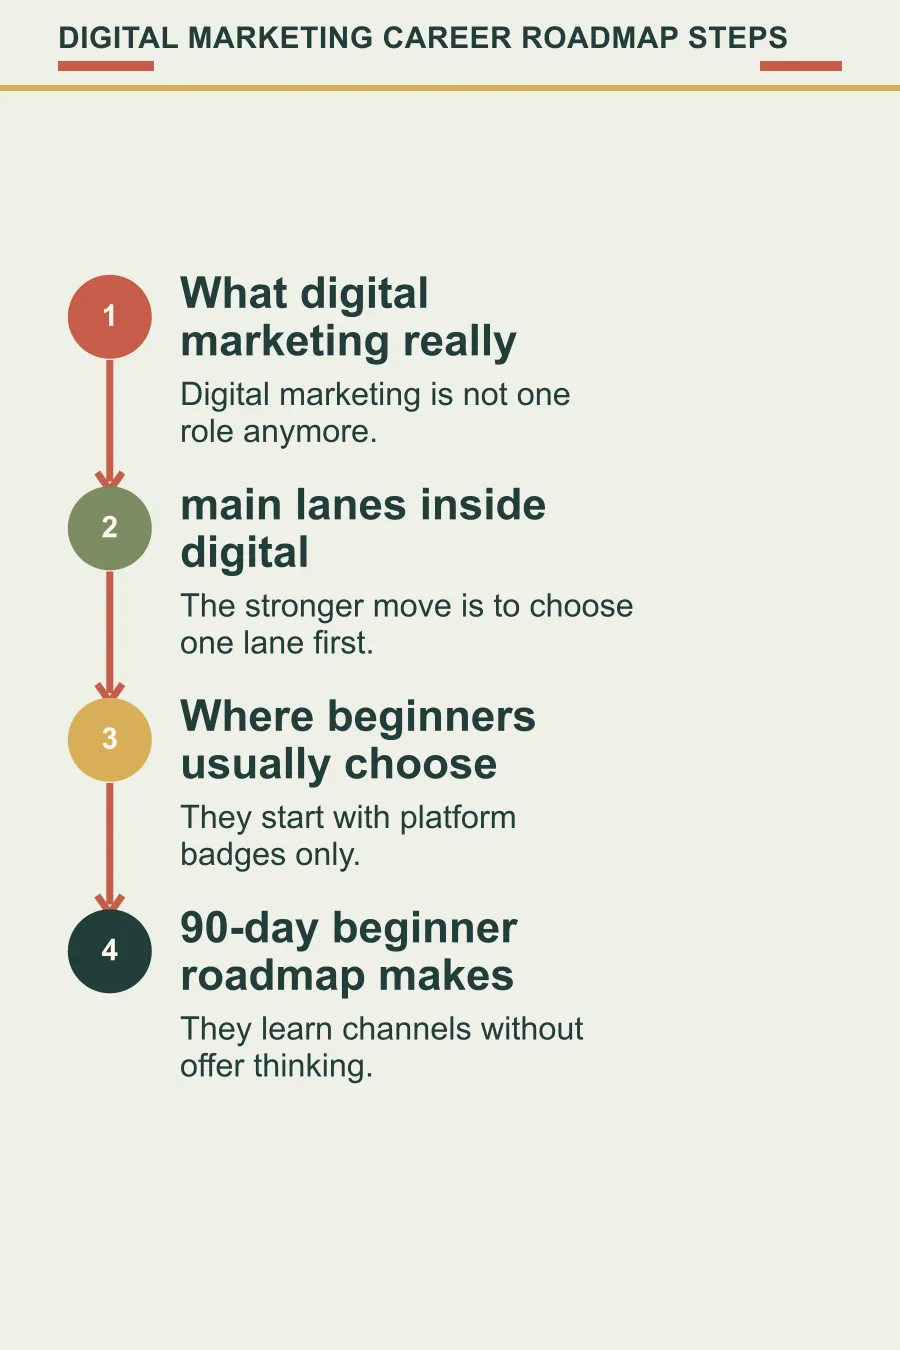 DIGITAL MARKETING CAREER ROADMAP STEPS
1
What digital
marketing really
Digital marketing is not one
role anymore.
2
main lanes inside
digital
The stronger move is to choose
one lane first.
3
Where beginners
usually choose
They start with platform
badges only.
4
90-day beginner
roadmap makes
They learn channels without
offer thinking.